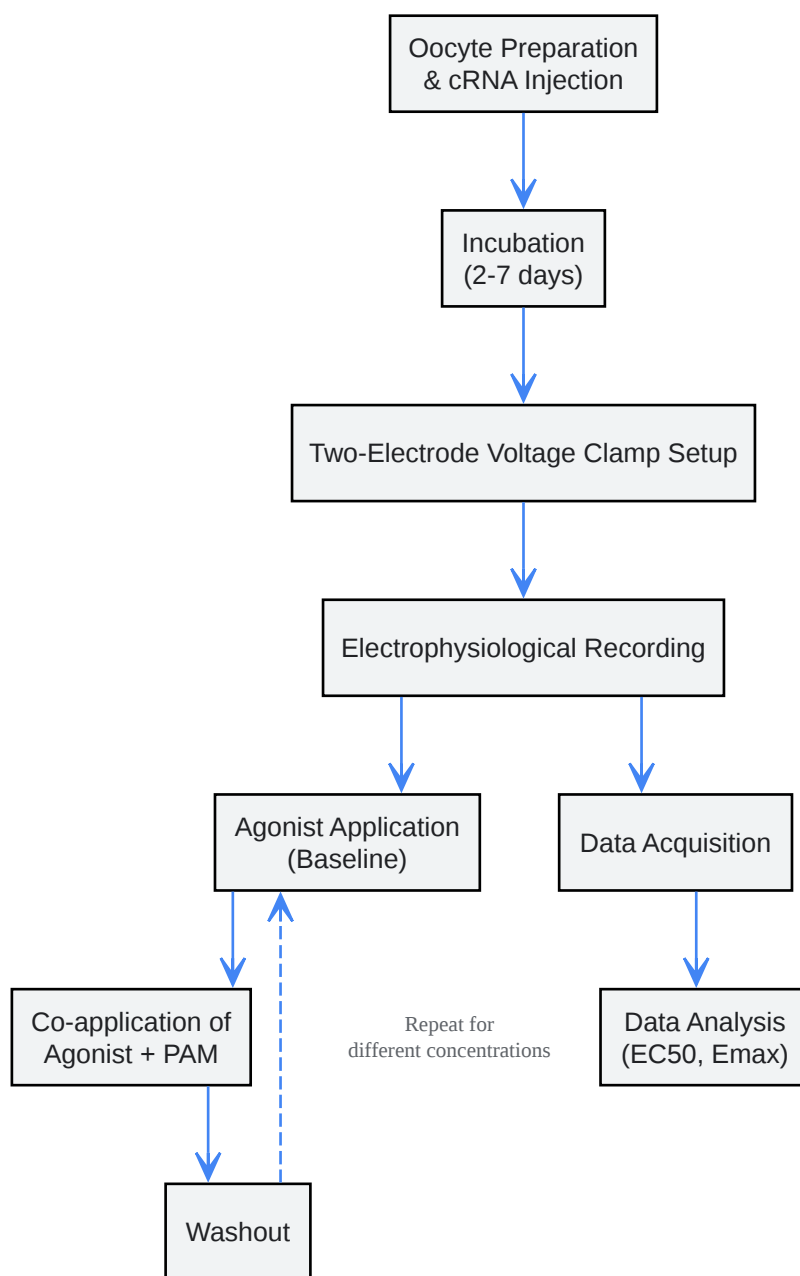 Oocyte Preparation
& cRNA Injection
Incubation
(2-7 days)
Two-Electrode Voltage Clamp Setup
Electrophysiological Recording
Agonist Application
(Baseline)
Data Acquisition
Co-application of
Agonist + PAM
Repeat for
different concentrations
Data Analysis
(EC50, Emax)
Washout